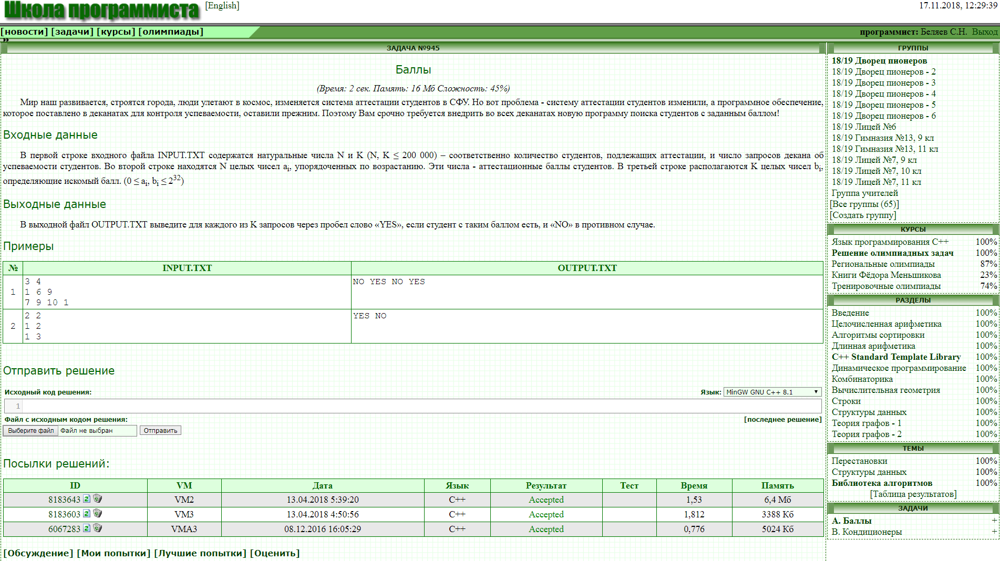 Школа программиста [English] 17.11.2018, 12:29:39
[новости] [задачи] [курсы] [олимпиады] программист: Беляев С.Н. Выход
ЗАДАЧА №945
Баллы
(Время: 2 сек. Память: 16 Мб Сложность: 45%)
Мир наш развивается, строятся города, люди улетают в космос, изменяется система аттестации студентов в СФУ. Но вот проблема - систему аттестации студентов изменили, а программное обеспечение,
которое поставлено в деканатах для контроля успеваемости, оставили прежним. Поэтому Вам срочно требуется внедрить во всех деканатах новую программу поиска студентов с заданным баллом!
Входные данные
В первой строке входного файла INPUT.TXT содержатся натуральные числа N и K (N, K ≤ 200 000) – соответственно количество студентов, подлежащих аттестации, и число запросов декана об
успеваемости студентов. Во второй строке находятся N целых чисел aᵢ, упорядоченных по возрастанию. Эти числа - аттестационные баллы студентов. В третьей строке располагаются K целых чисел bᵢ,
определяющие искомый балл. (0 ≤ aᵢ, bᵢ ≤ 2³²)
Выходные данные
В выходной файл OUTPUT.TXT выведите для каждого из K запросов через пробел слово «YES», если студент с таким баллом есть, и «NO» в противном случае.
Примеры
№ INPUT.TXT OUTPUT.TXT
3 4 NO YES NO YES
1 1 6 9
7 9 10 1
2 2 YES NO
2 1 2
1 3
Отправить решение
Исходный код решения: Язык: MinGW GNU C++ 8.1
1
Файл с исходным кодом решения: [последнее решение]
Выберите файл Файл не выбран Отправить
Посылки решений:
ID VM Дата Язык Результат Тест Время Память
8183643 VM2 13.04.2018 5:39:20 C++ Accepted 1,53 6,4 Мб
8183603 VM3 13.04.2018 4:50:56 C++ Accepted 1,812 3388 Кб
6067283 VMA3 08.12.2016 16:05:29 C++ Accepted 0,776 5024 Кб
[Обсуждение] [Мои попытки] [Лучшие попытки] [Оценить]
ГРУППЫ
18/19 Дворец пионеров
18/19 Дворец пионеров - 2
18/19 Дворец пионеров - 3
18/19 Дворец пионеров - 4
18/19 Дворец пионеров - 5
18/19 Дворец пионеров - 6
18/19 Лицей №6
18/19 Гимназия №13, 9 кл
18/19 Гимназия №13, 11 кл
18/19 Лицей №7, 9 кл
18/19 Лицей №7, 10 кл
18/19 Лицей №7, 11 кл
Группа учителей
[Все группы (65)]
[Создать группу]
КУРСЫ
Язык программирования C++ 100%
Решение олимпиадных задач 100%
Региональные олимпиады 87%
Книги Фёдора Меньшикова 23%
Тренировочные олимпиады 74%
РАЗДЕЛЫ
Введение 100%
Целочисленная арифметика 100%
Алгоритмы сортировки 100%
Длинная арифметика 100%
C++ Standard Template Library 100%
Динамическое программирование 100%
Комбинаторика 100%
Вычислительная геометрия 100%
Строки 100%
Структуры данных 100%
Теория графов - 1 100%
Теория графов - 2 100%
ТЕМЫ
Перестановки 100%
Структуры данных 100%
Библиотека алгоритмов 100%
[Таблица результатов]
ЗАДАЧИ
A. Баллы +
B. Кондиционеры +